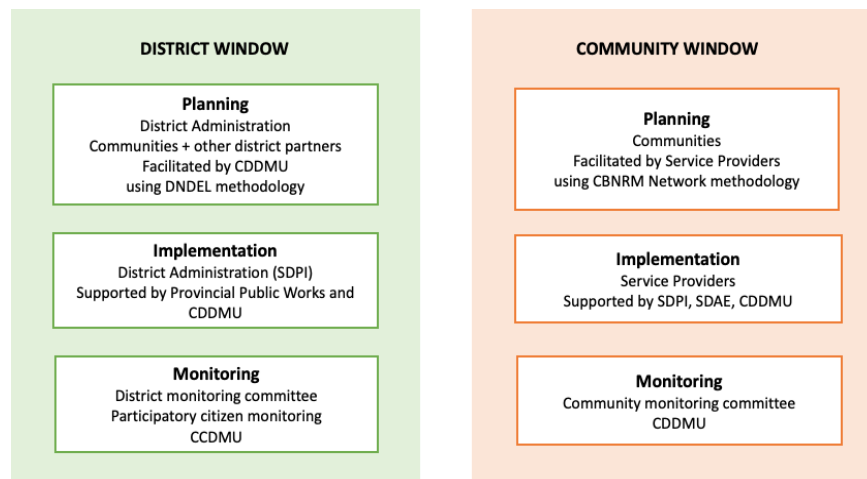 DISTRICT WINDOW
Planning
District Administration
Communities + other district partners
Facilitated by CDDMU
using DNDEL methodology
Implementation
District Administration (SDPI)
Supported by Provincial Public Works and
CDDMU
Monitoring
District monitoring committee
Participatory citizen monitoring
CCDMU
COMMUNITY WINDOW
Planning
Communities
Facilitated by Service Providers
using CBNRM Network methodology
Implementation
Service Providers
Supported by SDPI, SDAE, CDDMU
Monitoring
Community monitoring committee
CDDMU